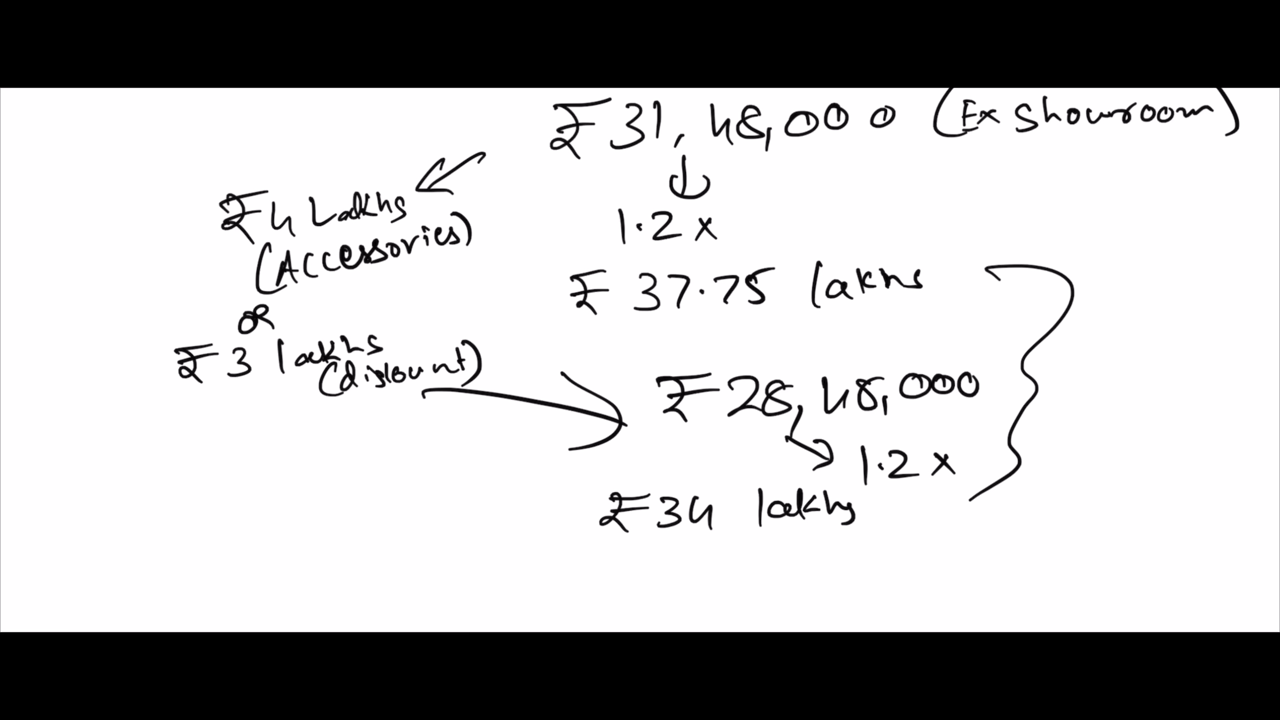 ₹31,48,000 (Ex showroom)
₹4 Lakhs
(Accessories)
1.2x
₹ 37.75 lakhs
OR
₹3 lakhs
(discount)
₹28,48,000
1.2x
₹34 lakhs